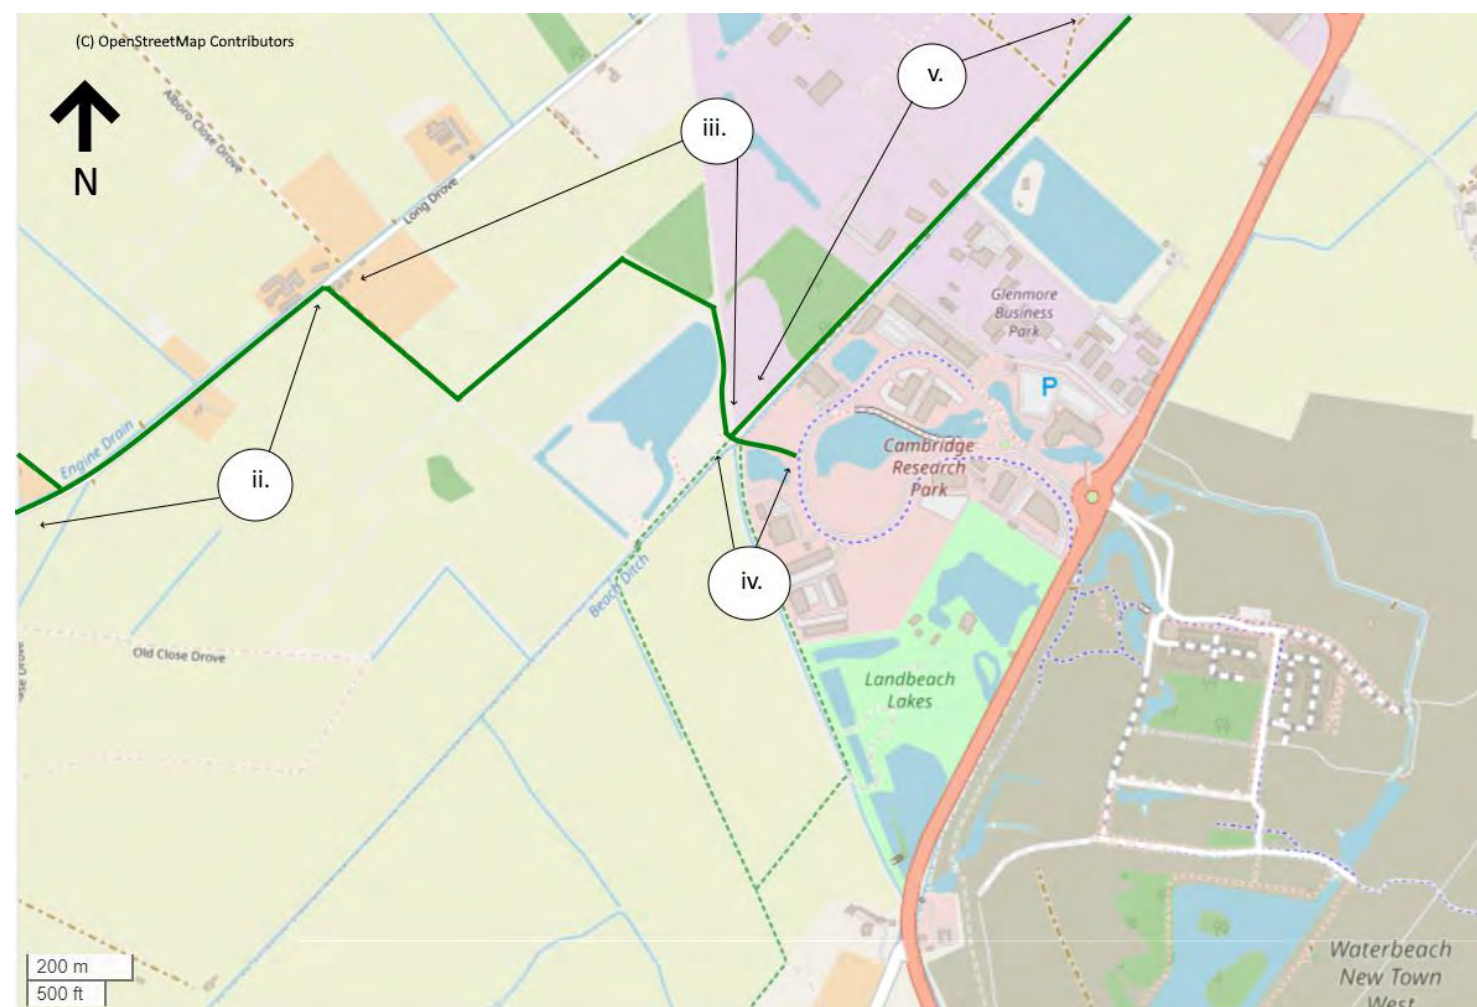 (C) OpenStreetMap Contributors
N
Alboro Close Drove
Long Drove
iii.
v.
Glenmore
Business
Park
P
Engine Drain
ii.
Cambridge
Research
Park
iv.
Beach Ditch
Old Close Drove
Landbeach
Lakes
200 m
500 ft
Waterbeach
New Town
West